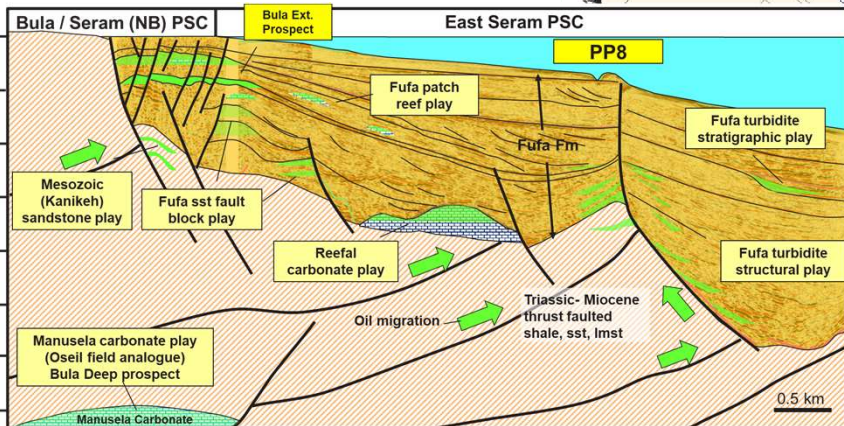 Bula / Seram (NB) PSC
East Seram PSC
Bula Ext.
Prospect
PP8
Fufa patch
reef play
Fufa turbidite
stratigraphic play
Fufa Fm
Mesozoic
(Kanikeh)
sandstone play
Fufa sst fault
block play
Reefal
carbonate play
Fufa turbidite
structural play
Oil migration
Triassic- Miocene
thrust faulted
shale, sst, lmst
Manusela carbonate play
(Oseil field analogue)
Bula Deep prospect
Manusela Carbonate
0.5 km